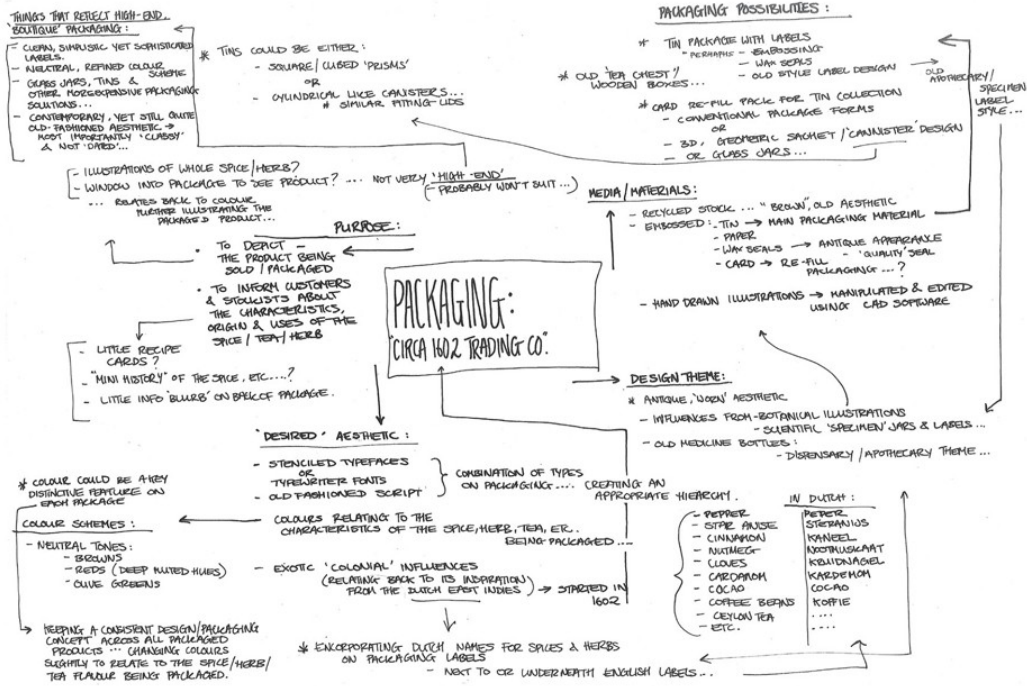 THINGS THAT REFLECT HIGH-END,
'BOUTIQUE' PACKAGING:
- CLEAN, SIMPLISTIC YET SOPHISTICATED
LABELS.
- NEUTRAL, REFINED COLOUR
SCHEME
- GLASS JARS, TINS &
OTHER MORE EXPENSIVE PACKAGING
SOLUTIONS...
- CONTEMPORARY, YET STILL QUITE
OLD-FASHIONED AESTHETIC →
MOST IMPORTANTLY 'CLASSY'
& NOT 'DATED'...
* TINS COULD BE EITHER:
- SQUARE/CUBED 'PRISMS'
OR
- CYLINDRICAL LIKE CANISTERS...
* SIMILAR FITTING-LIDS
PACKAGING POSSIBILITIES:
* TIN PACKAGE WITH LABELS
* PERHAPS - EMBOSSING
- WAX SEALS
- OLD STYLE LABEL DESIGN
→ OLD
APOTHECARY/
SPECIMEN
LABEL
STYLE...
* OLD 'TEA CHEST'/
WOODEN BOXES...
* CARD RE-FILL PACK FOR TIN COLLECTION
- CONVENTIONAL PACKAGE FORMS
OR
- 3D, GEOMETRIC SACHET/'CANNISTER' DESIGN
- OR GLASS JARS...
- ILLUSTRATIONS OF WHOLE SPICE/HERB?
- WINDOW INTO PACKAGE TO SEE PRODUCT? ... NOT VERY 'HIGH-END'
(- PROBABLY WON'T SUIT...)
... RELATES BACK TO COLOUR
FURTHER ILLUSTRATING THE
PACKAGED PRODUCT...
MEDIA/MATERIALS:
- RECYCLED STOCK ... "BROWN", OLD AESTHETIC
- EMBOSSED: - TIN → MAIN PACKAGING MATERIAL
- PAPER
- WAX SEALS → ANTIQUE APPEARANCE
- 'QUALITY' SEAL
- CARD → RE-FILL
PACKAGING ...?
- HAND DRAWN ILLUSTRATIONS → MANIPULATED & EDITED
USING CAD SOFTWARE
PURPOSE:
• TO DEPICT -
THE PRODUCT BEING
SOLD/PACKAGED
• TO INFORM CUSTOMERS
& STOCKISTS ABOUT
THE CHARACTERISTICS,
ORIGIN & USES OF THE
SPICE/TEA/HERB
- LITTLE RECIPE
CARDS?
- "MINI HISTORY" OF THE SPICE, ETC....?
- LITTLE INFO 'BLURB' ON BACK OF PACKAGE.
PACKAGING:
"CIRCA 1602 TRADING CO."
DESIGN THEME:
* ANTIQUE, 'WORN' AESTHETIC
- INFLUENCES FROM - BOTANICAL ILLUSTRATIONS
- SCIENTIFIC 'SPECIMEN' JARS & LABELS...
- OLD MEDICINE BOTTLES:
- DISPENSARY/APOTHECARY THEME...
'DESIRED' AESTHETIC:
- STENCILED TYPEFACES
OR
TYPEWRITER FONTS
- OLD FASHIONED SCRIPT
COMBINATION OF TYPES
ON PACKAGING.... CREATING AN
APPROPRIATE HIEARCHY.
- COLOURS RELATING TO THE
CHARACTERISTICS OF THE SPICE, HERB, TEA, ETC..
BEING PACKAGED....
- EXOTIC 'COLONIAL' INFLUENCES
(RELATING BACK TO ITS INSPIRATION
FROM THE DUTCH EAST INDIES) → STARTED IN
1602
* ENCORPORATING DUTCH NAMES FOR SPICES & HERBS
ON PACKAGING LABELS
- NEXT TO OR UNDERNEATH ENGLISH LABELS...
* COLOUR COULD BE A KEY
DISTINCTIVE FEATURE ON
EACH PACKAGE
COLOUR SCHEMES:
- NEUTRAL TONES:
- BROWNS
- REDS (DEEP MUTED HUES)
- OLIVE GREENS
KEEPING A CONSISTENT DESIGN/PACKAGING
CONCEPT ACROSS ALL PACKAGED
PRODUCTS ... CHANGING COLOURS
SLIGHTLY TO RELATE TO THE SPICE/HERB/
TEA FLAVOUR BEING PACKAGED.
IN DUTCH:
- PEPPER PEPER
- STAR ANISE STERANIJS
- CINNAMON KANEEL
- NUTMEG NOOTMUSKAAT
- CLOVES KRUIDNAGEL
- CARDAMOM KARDEMOM
- COCAO COCAO
- COFFEE BEANS KOFFIE
- CEYLON TEA ....
- ETC. ....